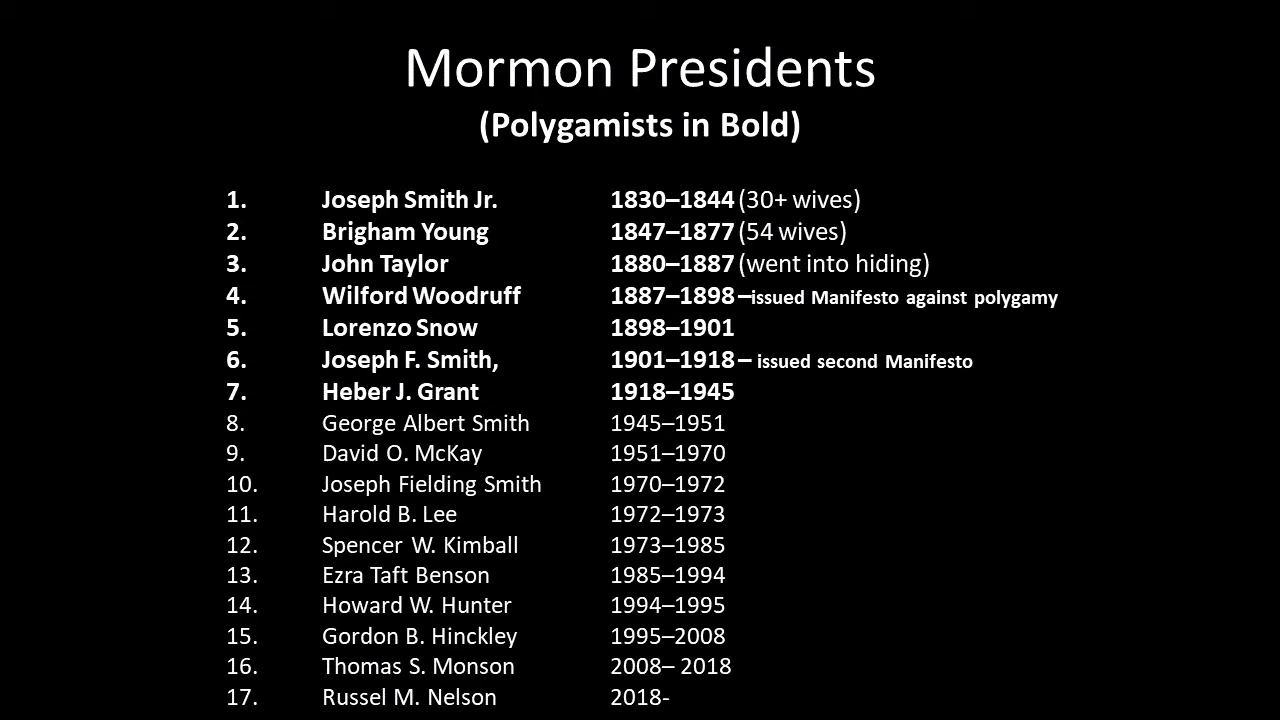 Mormon Presidents
(Polygamists in Bold)
1. Joseph Smith Jr. 1830–1844 (30+ wives)
2. Brigham Young 1847–1877 (54 wives)
3. John Taylor 1880–1887 (went into hiding)
4. Wilford Woodruff 1887–1898 –issued Manifesto against polygamy
5. Lorenzo Snow 1898–1901
6. Joseph F. Smith, 1901–1918 – issued second Manifesto
7. Heber J. Grant 1918–1945
8. George Albert Smith 1945–1951
9. David O. McKay 1951–1970
10. Joseph Fielding Smith 1970–1972
11. Harold B. Lee 1972–1973
12. Spencer W. Kimball 1973–1985
13. Ezra Taft Benson 1985–1994
14. Howard W. Hunter 1994–1995
15. Gordon B. Hinckley 1995–2008
16. Thomas S. Monson 2008– 2018
17. Russel M. Nelson 2018-